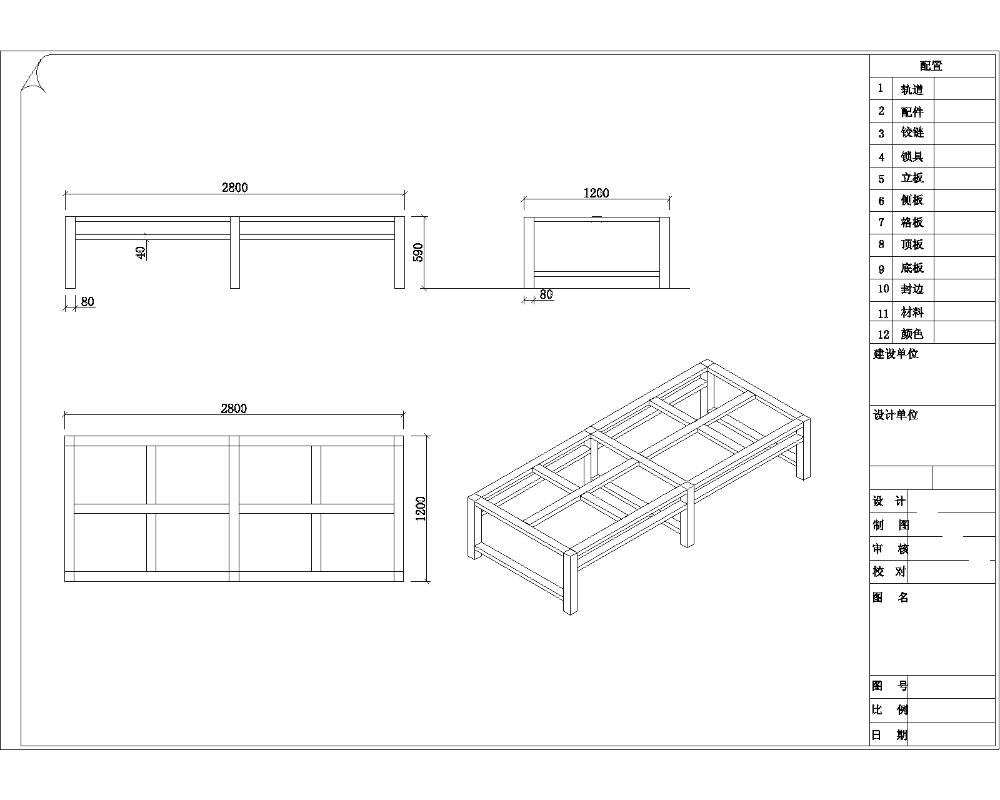 2800
1200
40
590
80
80
2800
1200
配置
1 轨道
2 配件
3 铰链
4 锁具
5 立板
6 侧板
7 格板
8 顶板
9 底板
10 封边
11 材料
12 颜色
建设单位
设计单位
设 计
制 图
审 核
校 对
图 名
图 号
比 例
日 期